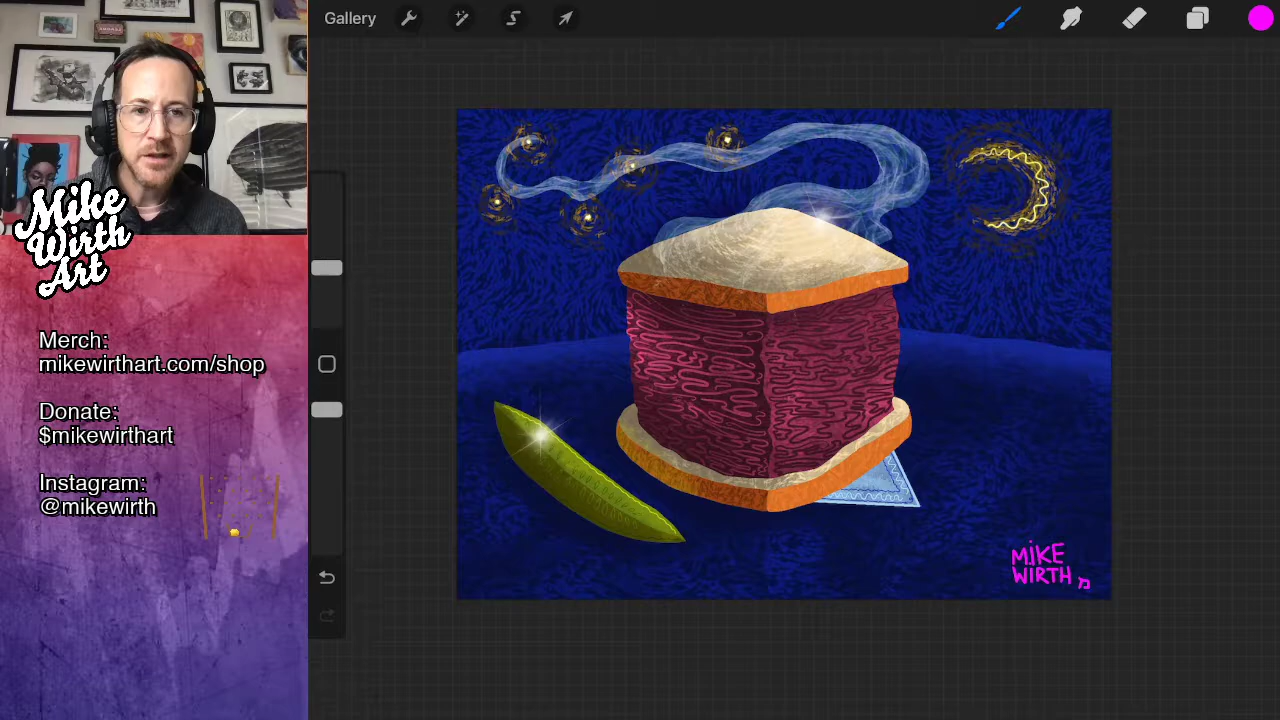 Gallery
Mike
Wirth
Art
Merch:
mikewirthart.com/shop
Donate:
$mikewirthart
Instagram:
@mikewirth
MIKE
WIRTH מ